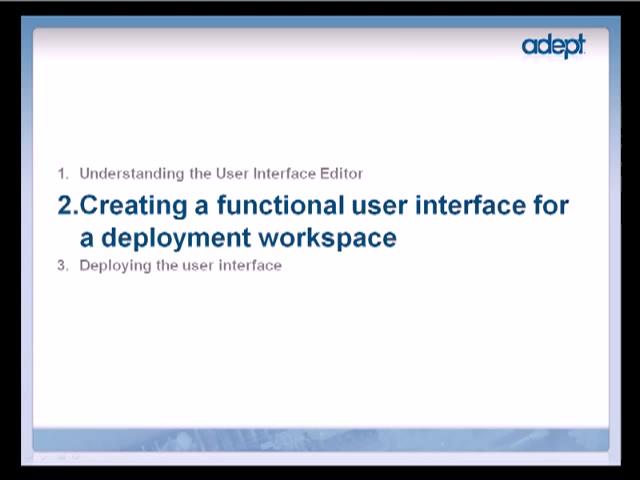 adept
1. Understanding the User Interface Editor
2.Creating a functional user interface for
a deployment workspace
3. Deploying the user interface